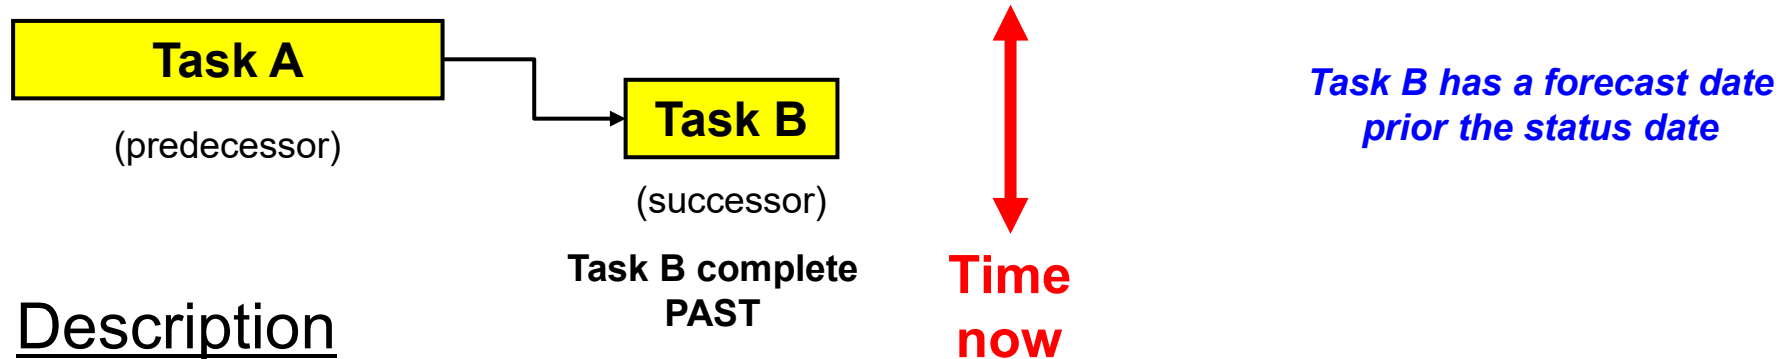 Task A
(predecessor)
Task B
(successor)
Task B complete
PAST
Time
now
Task B has a forecast date
prior the status date
Description